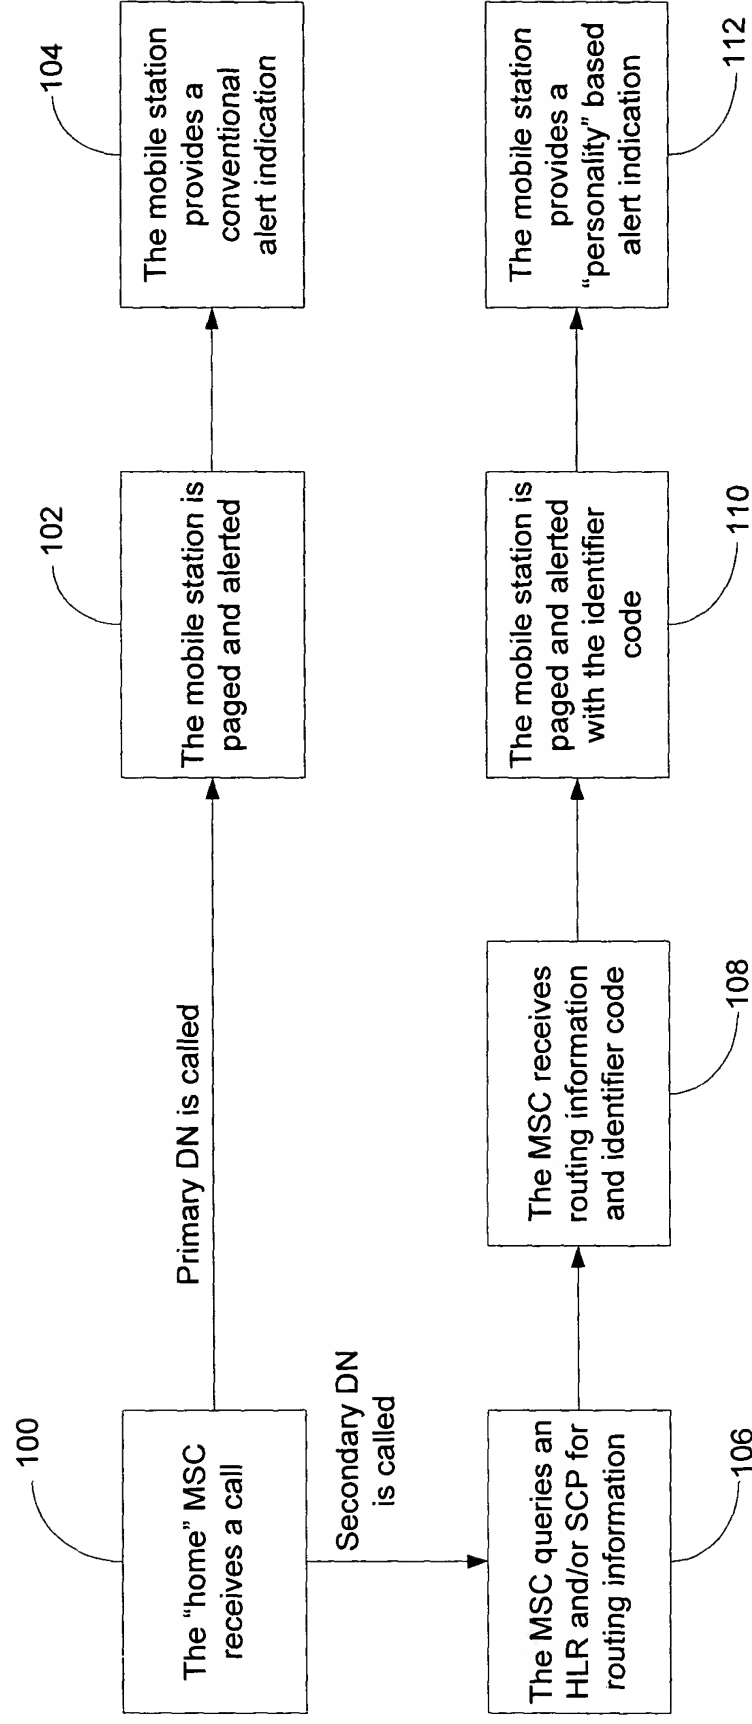 100
The “home” MSC
receives a call
Primary DN is called
102
The mobile station is
paged and alerted
104
The mobile station
provides a
conventional
alert indication
Secondary DN
is called
The MSC queries an
HLR and/or SCP for
routing information
106
The MSC receives
routing information
and identifier code
108
The mobile station is
paged and alerted
with the identifier
code
110
The mobile station
provides a
“personality” based
alert indication
112